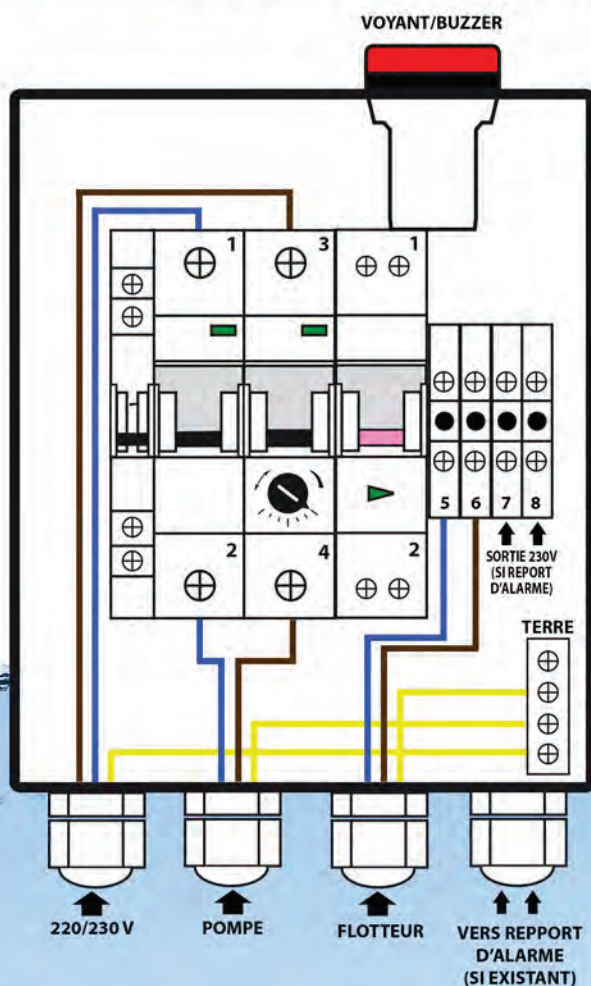 VOYANT/BUZZER
1
3
1
2
4
2
5
6
7
8
SORTIE 230V
(SI REPORT
D'ALARME)
TERRE
220/230 V
POMPE
FLOTTEUR
VERS REPPORT
D'ALARME
(SI EXISTANT)